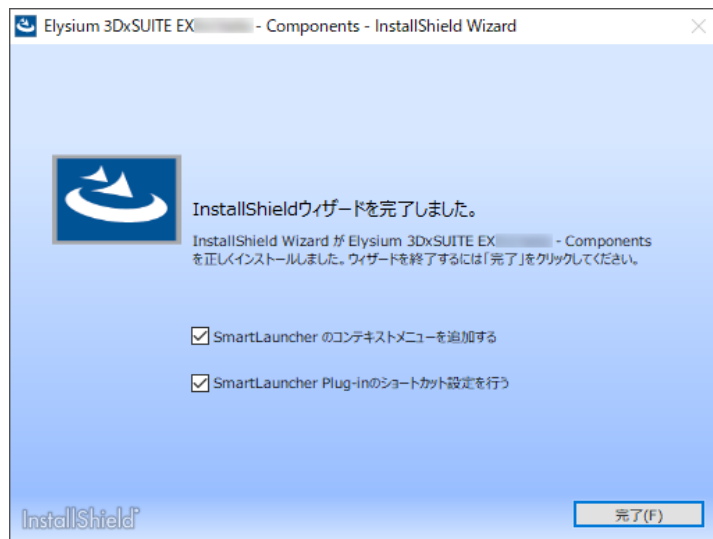 Elysium 3DxSUITE EX - Components - InstallShield Wizard
InstallShieldウィザードを完了しました。
InstallShield Wizard が Elysium 3DxSUITE EX - Components
を正しくインストールしました。ウィザードを終了するには「完了」をクリックしてください。
SmartLauncher のコンテキストメニューを追加する
SmartLauncher Plug-inのショートカット設定を行う
InstallShield
完了(F)